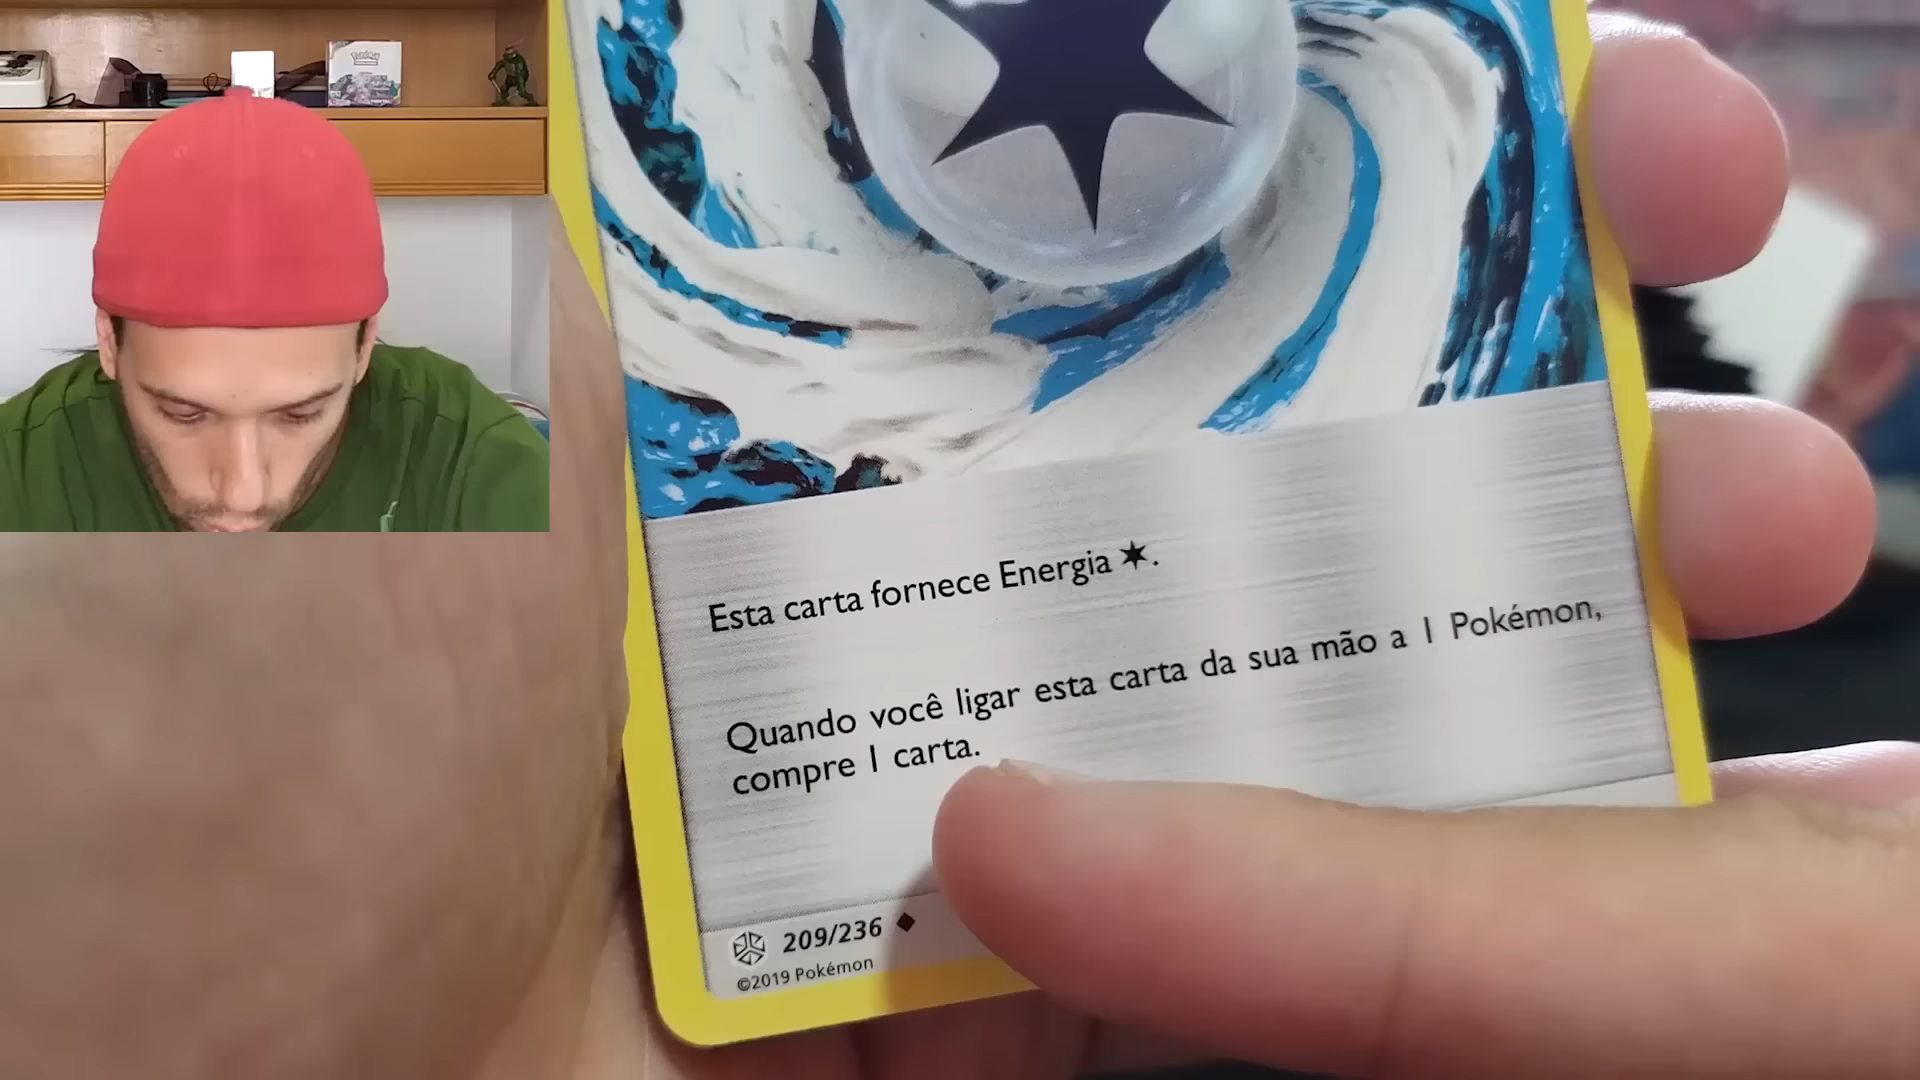 Esta carta fornece Energia ✶.
Quando você ligar esta carta da sua mão a 1 Pokémon,
compre 1 carta.
209/236 ◆
©2019 Pokémon